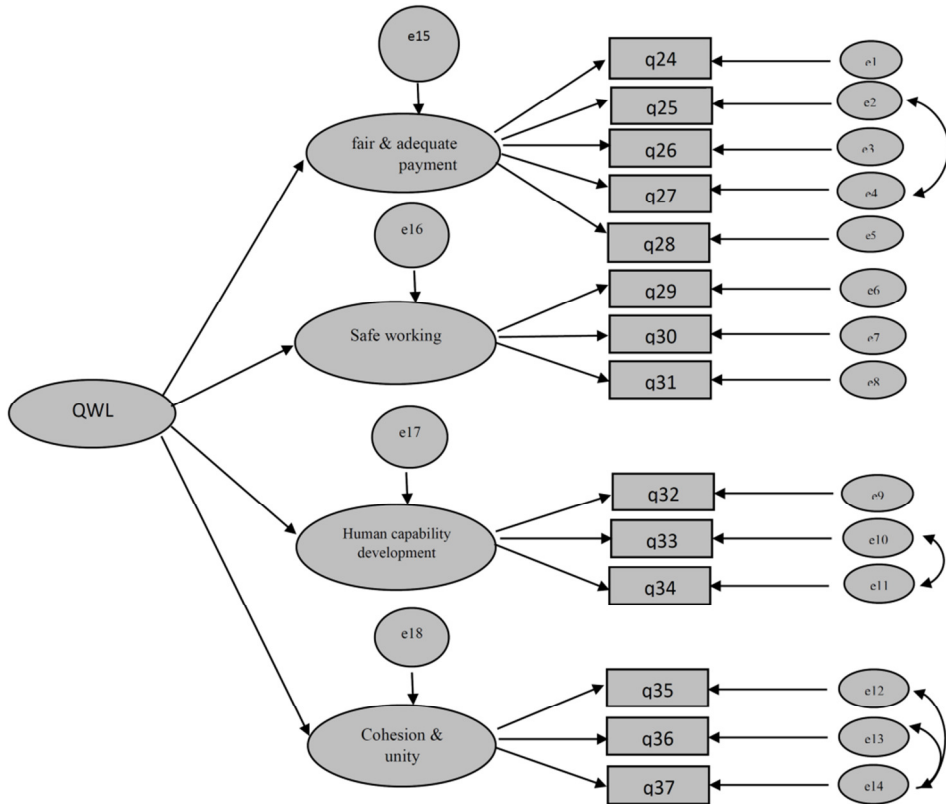 e15
q24
e1
q25
e2
fair & adequate
payment
q26
e3
q27
e4
e16
q28
e5
q29
e6
Safe working
q30
e7
q31
e8
QWL
e17
q32
e9
Human capability
development
q33
e10
q34
e11
e18
q35
e12
Cohesion &
unity
q36
e13
q37
e14